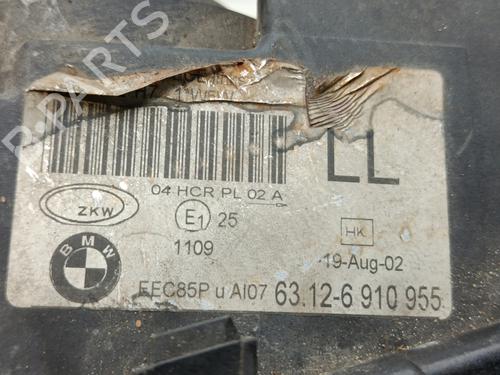 B-PARTS
LL
04 HCR PL 02 A
ZKW
E1 25
HK
1109
19-Aug-02
BMW
EEC85P u AI07 63.12-6 910 955